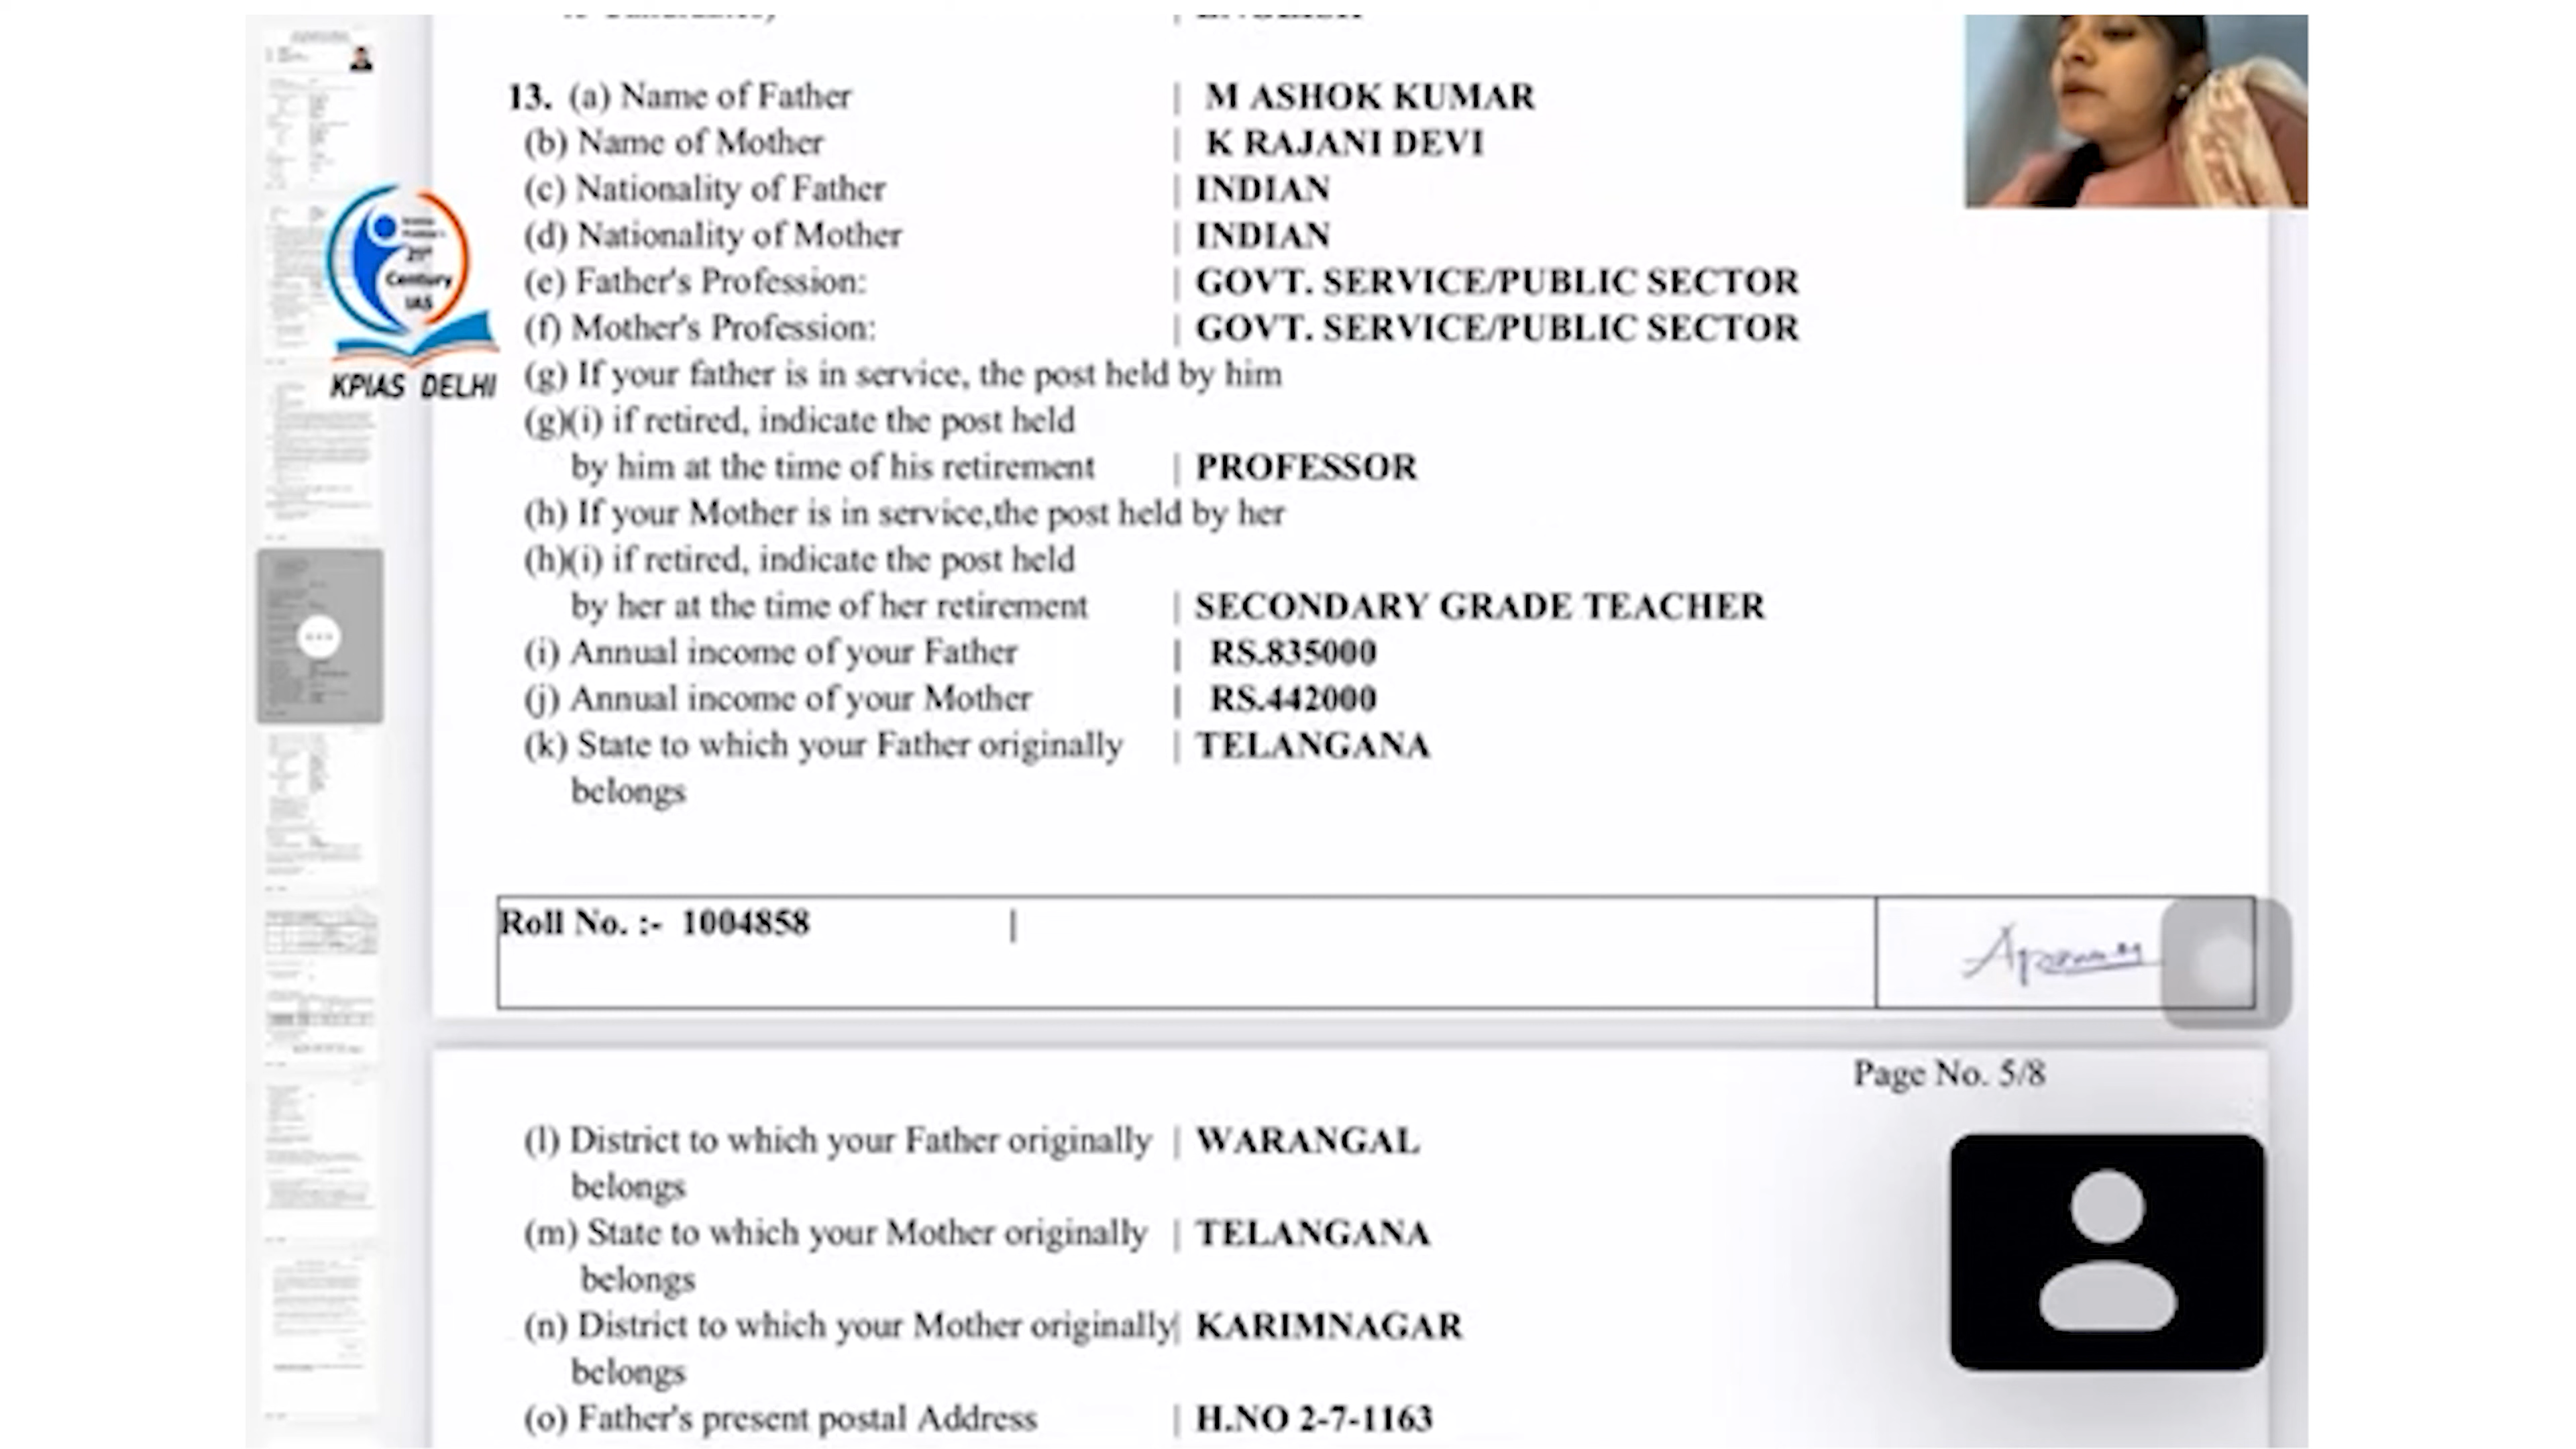 13. (a) Name of Father | M ASHOK KUMAR
(b) Name of Mother | K RAJANI DEVI
(c) Nationality of Father | INDIAN
(d) Nationality of Mother | INDIAN
(e) Father's Profession: | GOVT. SERVICE/PUBLIC SECTOR
(f) Mother's Profession: | GOVT. SERVICE/PUBLIC SECTOR
(g) If your father is in service, the post held by him
(g)(i) if retired, indicate the post held
by him at the time of his retirement | PROFESSOR
(h) If your Mother is in service,the post held by her
(h)(i) if retired, indicate the post held
by her at the time of her retirement | SECONDARY GRADE TEACHER
(i) Annual income of your Father | RS.835000
(j) Annual income of your Mother | RS.442000
(k) State to which your Father originally | TELANGANA
belongs
21st
Century
IAS
KPIAS DELHI
Roll No. :- 1004858 |
Page No. 5/8
(l) District to which your Father originally | WARANGAL
belongs
(m) State to which your Mother originally | TELANGANA
belongs
(n) District to which your Mother originally| KARIMNAGAR
belongs
(o) Father's present postal Address | H.NO 2-7-1163